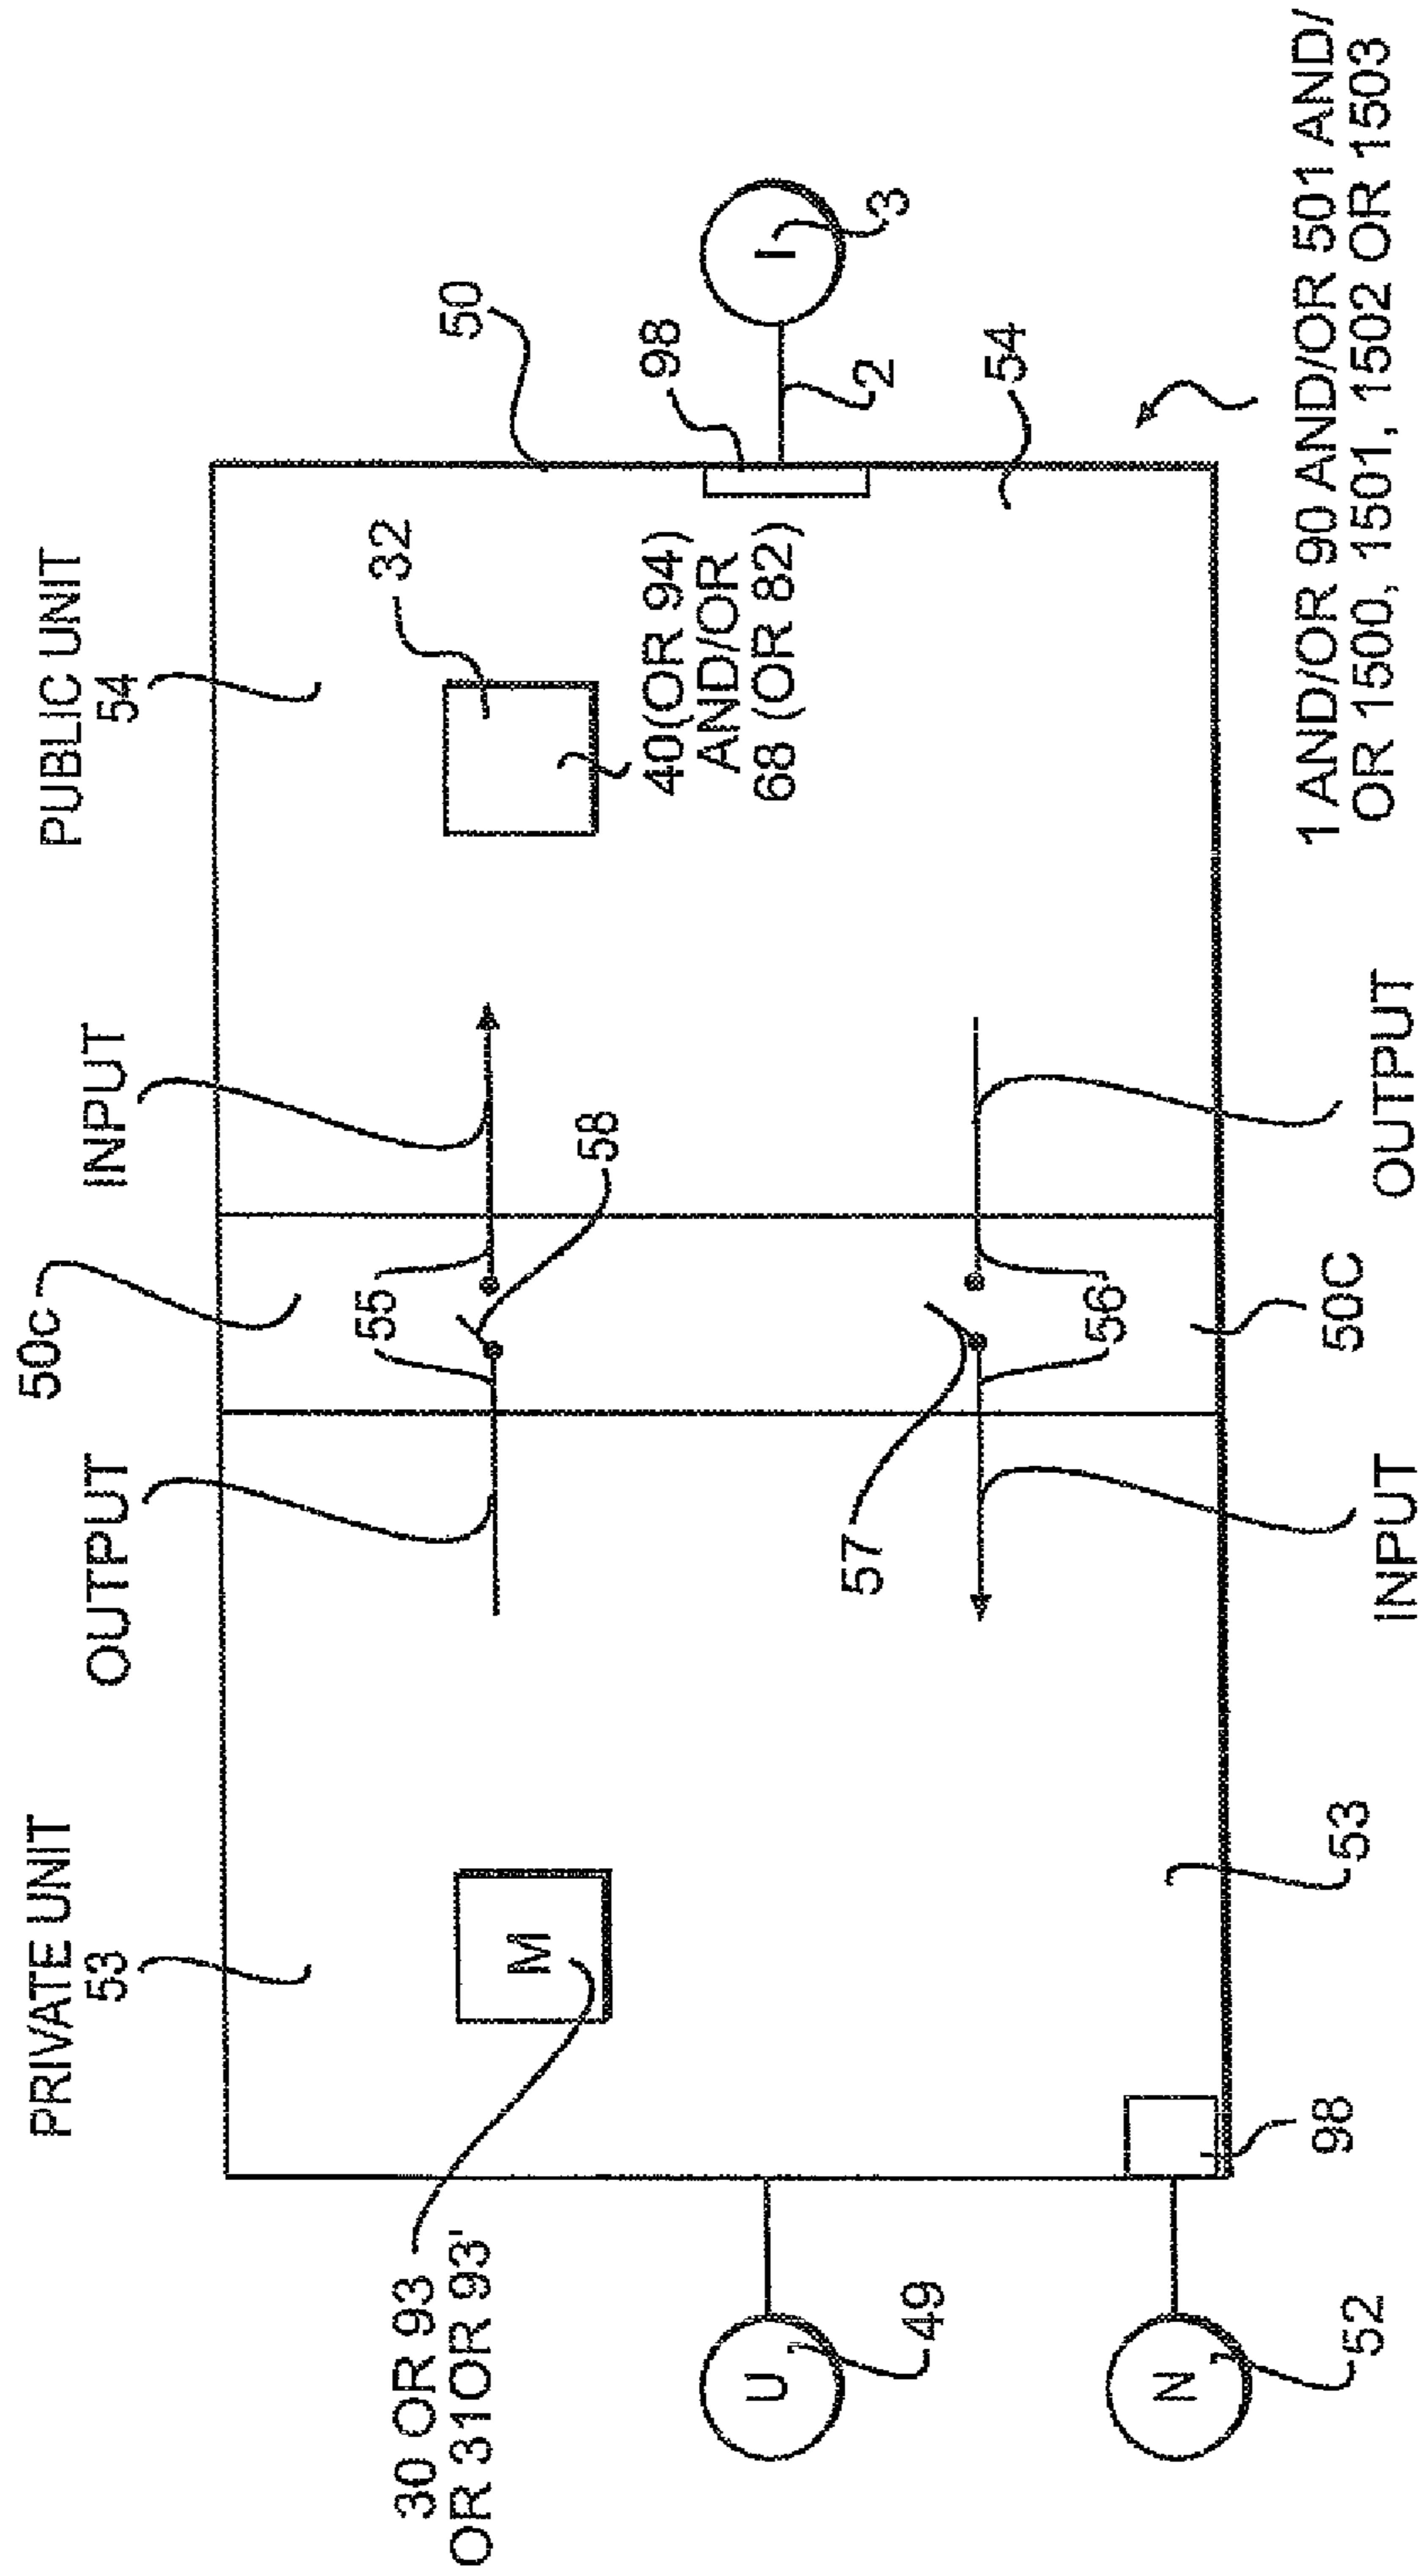 PRIVATE UNIT
53
PUBLIC UNIT
54
50c
OUTPUT
INPUT
30 OR 93
OR 31OR 93'
M
55
58
32
50
40(OR 94)
AND/OR
68 (OR 82)
98
U
49
I
3
2
57
56
54
N
52
98
53
50C
INPUT
OUTPUT
1 AND/OR 90 AND/OR 501 AND/
OR 1500, 1501, 1502 OR 1503